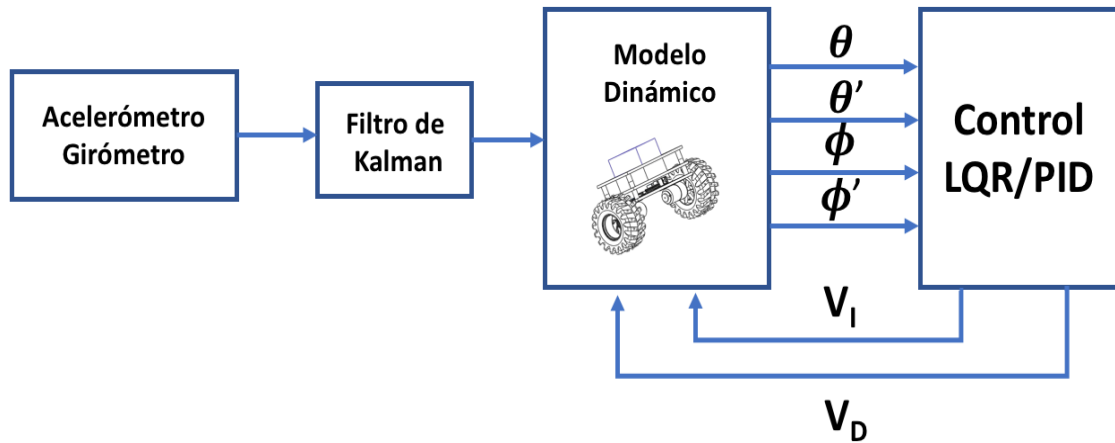 Acelerómetro
Girómetro
Filtro de
Kalman
Modelo
Dinámico
θ
θ’
ϕ
ϕ’
Control
LQR/PID
V_I
V_D